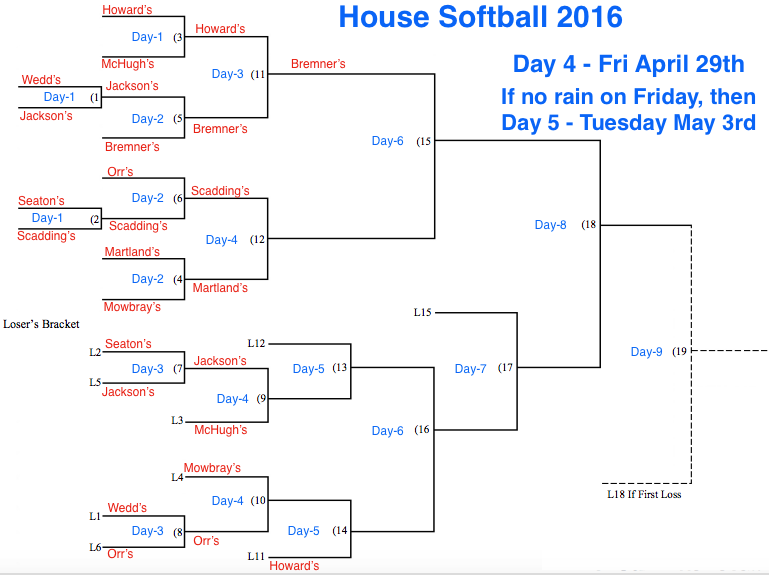 House Softball 2016
Day 4 - Fri April 29th
If no rain on Friday, then
Day 5 - Tuesday May 3rd
Howard's
Day-1 (3
McHugh's
Howard's
Wedd's
Day-1 (1
Jackson's
Jackson's
Day-2 (5
Bremner's
Bremner's
Day-3 (11
Bremner's
Day-6 (15
Orr's
Day-2 (6
Scadding's
Seaton's
Day-1 (2
Scadding's
Scadding's
Day-4 (12
Martland's
Day-2 (4
Mowbray's
Martland's
Day-8 (18
Loser's Bracket
L15
L2 Seaton's
Day-3 (7
L5 Jackson's
Jackson's
L12
Day-5 (13
Day-4 (9
L3
McHugh's
Day-7 (17
Day-9 (19
Day-6 (16
Mowbray's
L4
Day-4 (10
Wedd's
L1
Day-3 (8
L6 Orr's
Orr's
Day-5 (14
L11
Howard's
L18 If First Loss